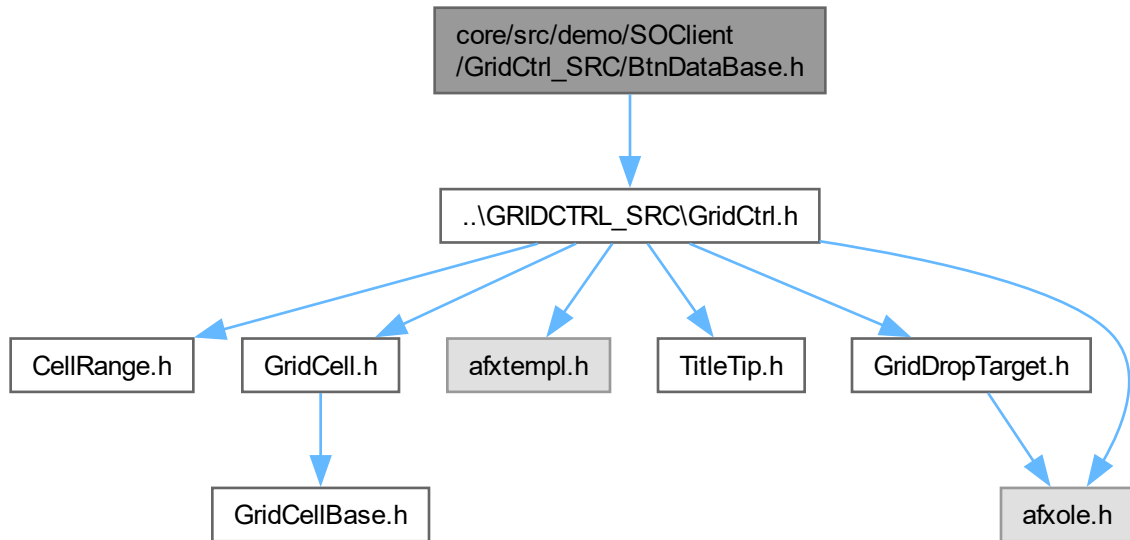 core/src/demo/SOClient
/GridCtrl_SRC/BtnDataBase.h
..\GRIDCTRL_SRC\GridCtrl.h
CellRange.h
GridCell.h
afxtempl.h
TitleTip.h
GridDropTarget.h
GridCellBase.h
afxole.h